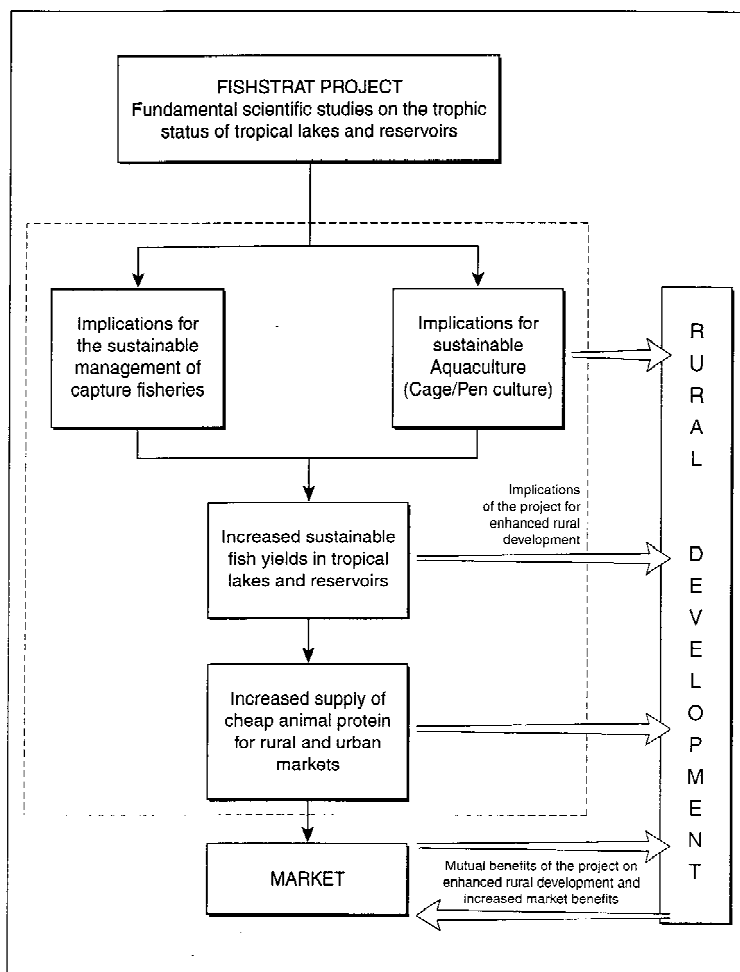 FISHSTRAT PROJECT
Fundamental scientific studies on the trophic
status of tropical lakes and reservoirs
Implications for
the sustainable
management of
capture fisheries
Implications for
sustainable
Aquaculture
(Cage/Pen culture)
RURAL DEVELOPMENT
Implications
of the project for
enhanced rural
development
Increased sustainable
fish yields in tropical
lakes and reservoirs
Increased supply of
cheap animal protein
for rural and urban
markets
MARKET
Mutual benefits of the project on
enhanced rural development and
increased market benefits